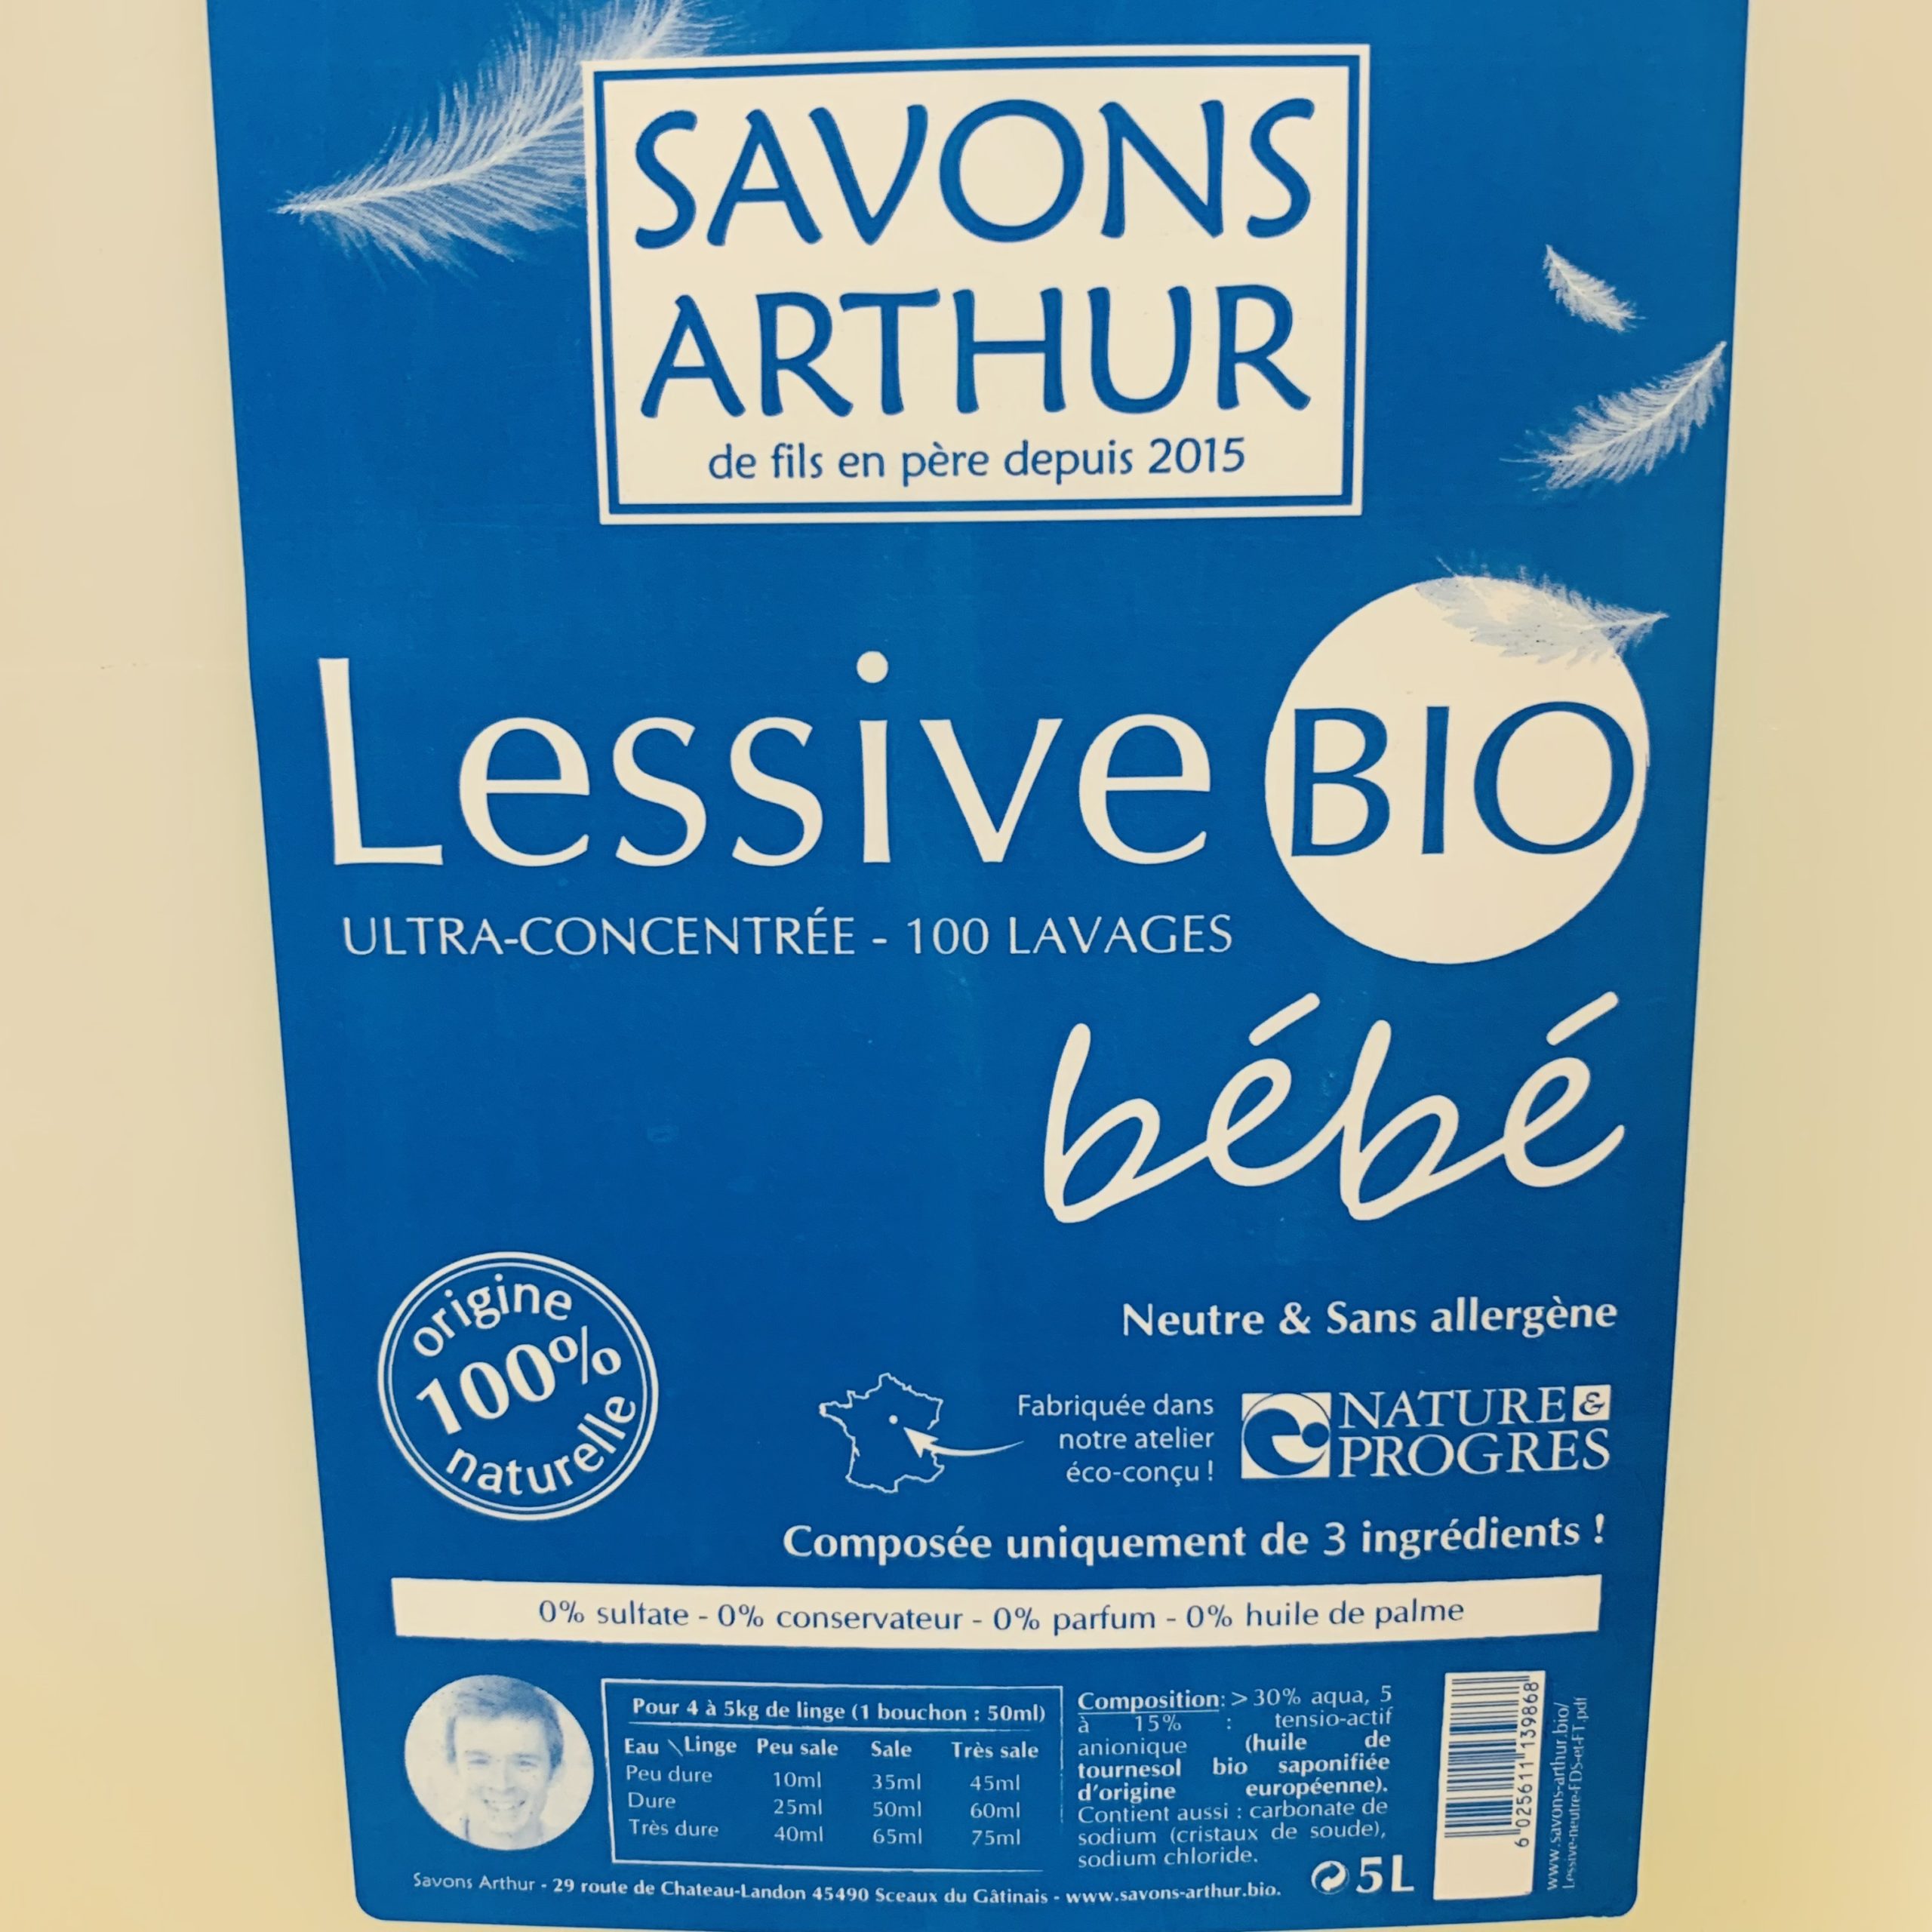 SAVONS
ARTHUR
de fils en père depuis 2015
Lessive BIO
ULTRA-CONCENTRÉE - 100 LAVAGES
bébé
origine
100%
naturelle
Neutre & Sans allergène
Fabriquée dans
notre atelier
éco-conçu !
NATURE &
PROGRES
Composée uniquement de 3 ingrédients !
0% sulfate - 0% conservateur - 0% parfum - 0% huile de palme
Pour 4 à 5kg de linge (1 bouchon : 50ml)
Eau \ Linge Peu sale Sale Très sale
Peu dure 10ml 35ml 45ml
Dure 25ml 50ml 60ml
Très dure 40ml 65ml 75ml
Composition: > 30% aqua, 5
à 15% : tensio-actif
anionique (huile de
tournesol bio saponifiée
d'origine européenne).
Contient aussi : carbonate de
sodium (cristaux de soude),
sodium chloride.
5L
6 025611 139868
www.savons-arthur.bio/
Lessive-neutre-FDS-et-FT.pdf
Savons Arthur - 29 route de Chateau-Landon 45490 Sceaux du Gâtinais - www.savons-arthur.bio.